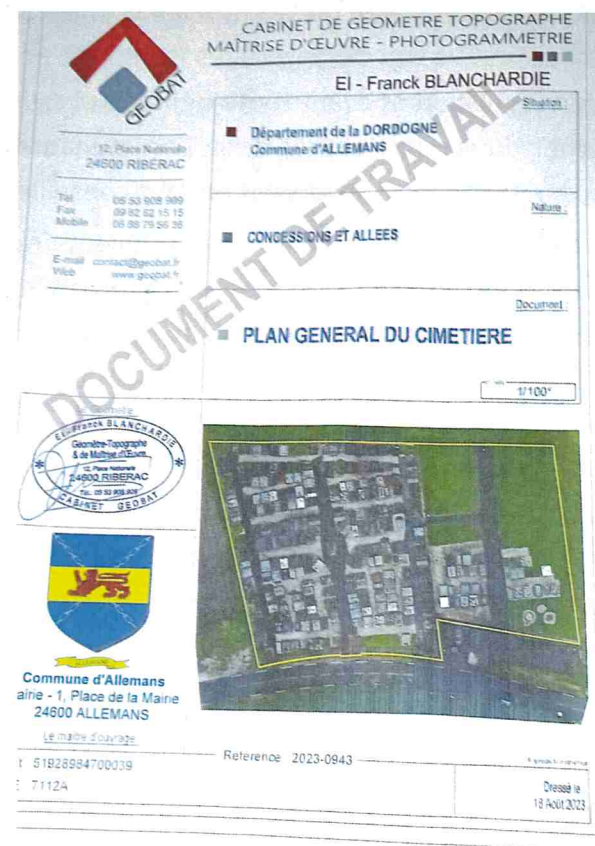 CABINET DE GEOMETRE TOPOGRAPHE
MAÎTRISE D'ŒUVRE - PHOTOGRAMMETRIE
GEOBAT
EI - Franck BLANCHARDIE
Situation :
Département de la DORDOGNE
Commune d'ALLEMANS
12, Place Nationale
24600 RIBERAC
Tél 05 53 908 909
Fax 09 82 62 15 15
Mobile 06 88 79 56 36
E-mail contact@geobat.fr
Web www.geobat.fr
Nature :
CONCESSIONS ET ALLEES
Document :
PLAN GENERAL DU CIMETIERE
1/100°
DOCUMENT DE TRAVAIL
EI-Franck BLANCHARDIE
Géomètre-Topographe
& de Maîtrise d'Œuvre
12, Place Nationale
24600 RIBERAC
Tél. 05 53 908 909
CABINET GEOBAT
Commune d'Allemans
airie - 1, Place de la Mairie
24600 ALLEMANS
Le maître d'ouvrage
Reference 2023-0943
51928984700039
7112A
Dressé le
18 Août 2023